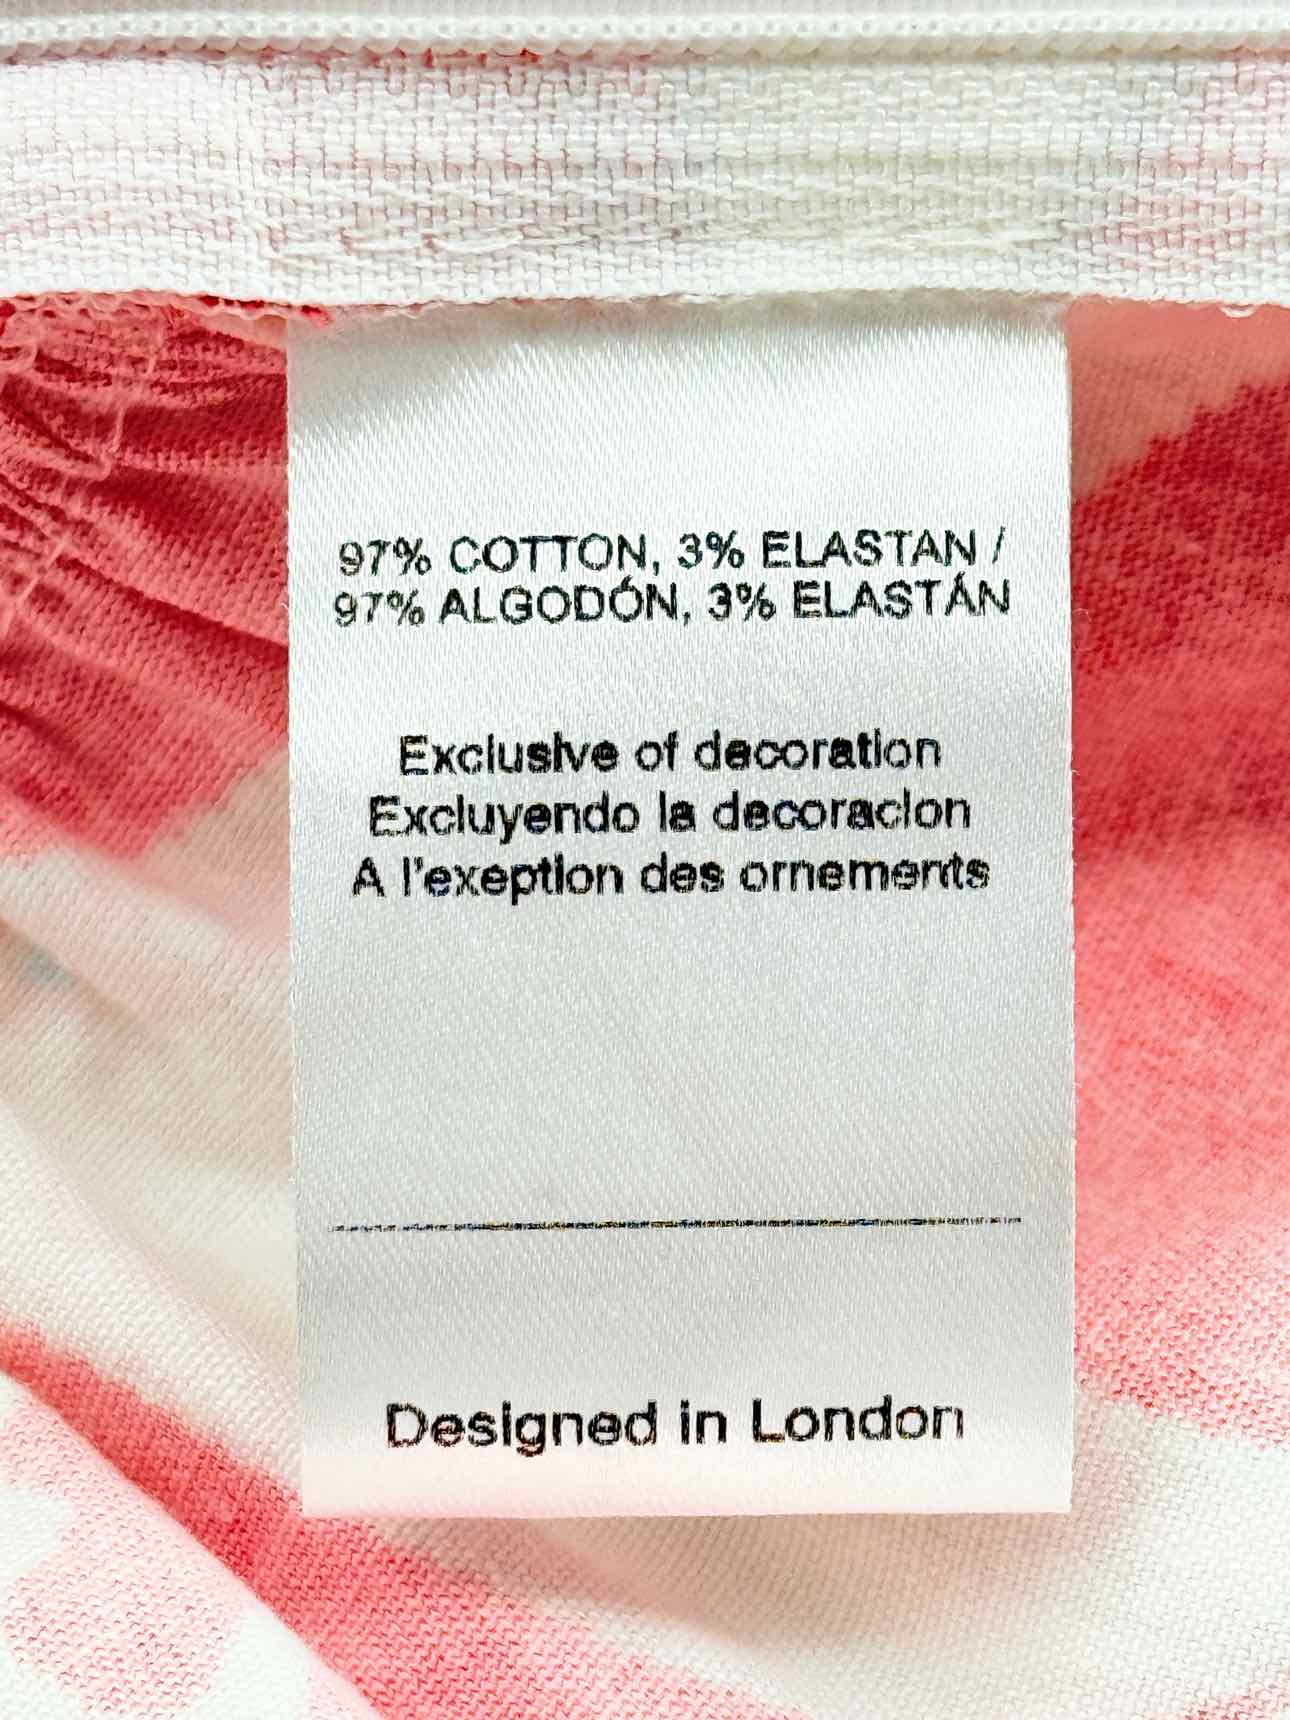 97% COTTON, 3% ELASTAN /
97% ALGODÓN, 3% ELASTÁN
Exclusive of decoration
Excluyendo la decoracion
A l'exeption des ornements
Designed in London